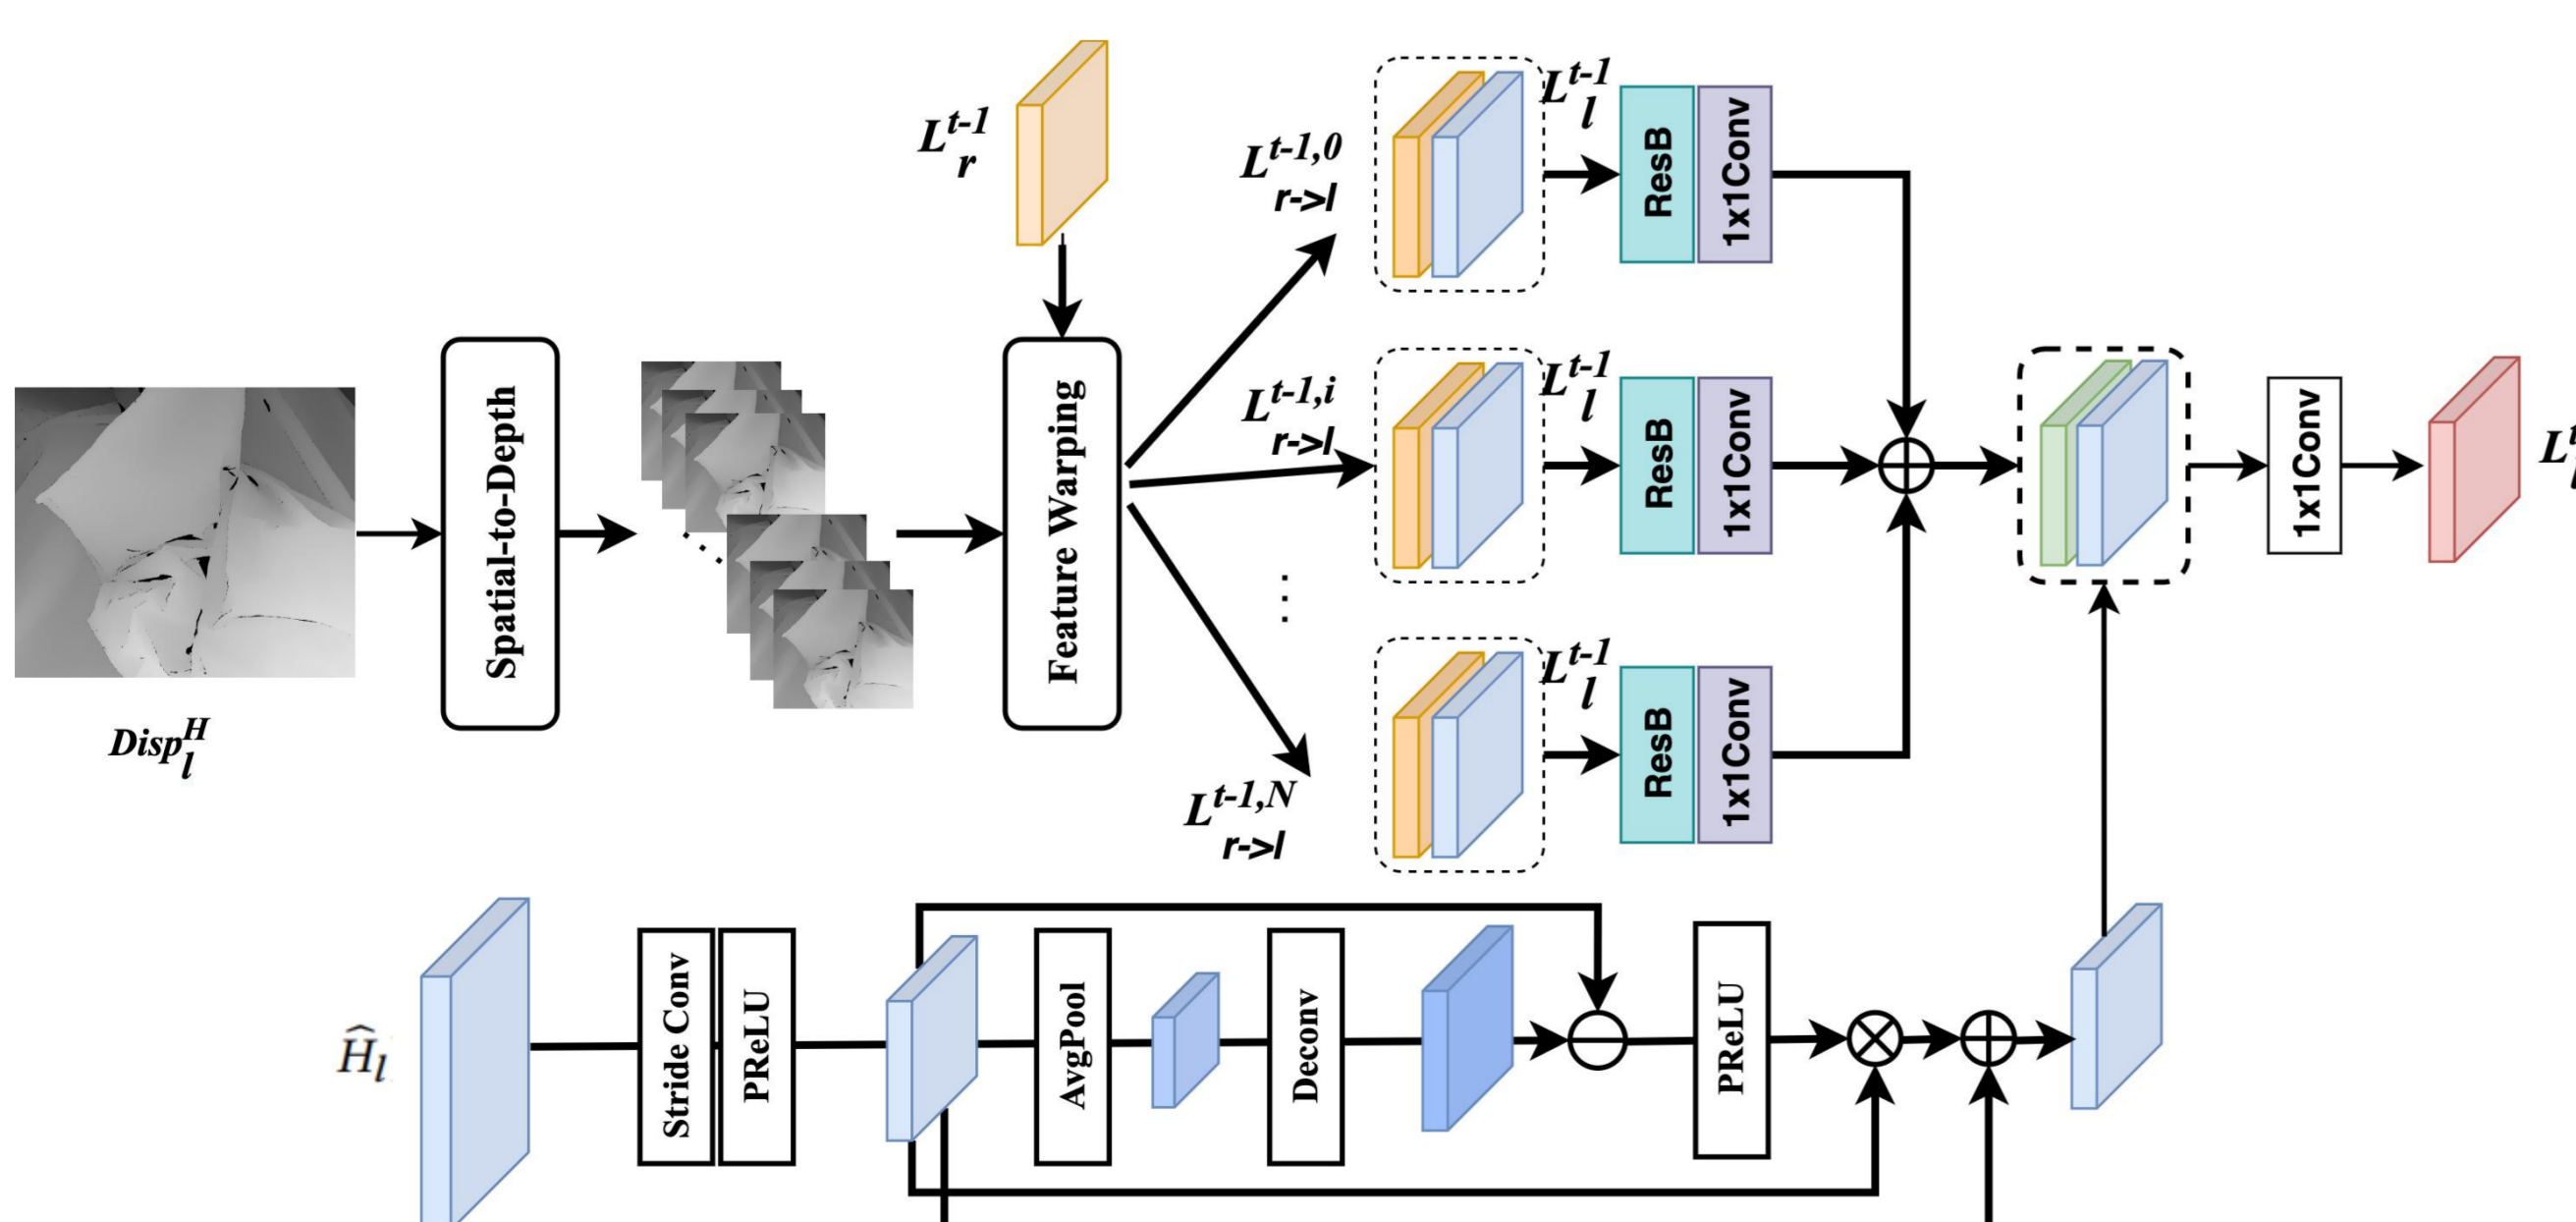 L^{t-1}_r
L^{t-1,0}_{r->l}
L^{t-1}_l
ResB
1x1Conv
Disp^H_l
Spatial-to-Depth
Feature Warping
L^{t-1,i}_{r->l}
L^{t-1}_l
ResB
1x1Conv
1x1Conv
L^{t-1,N}_{r->l}
L^{t-1}_l
ResB
1x1Conv
Ĥ_l
Stride Conv
PReLU
AvgPool
Deconv
PReLU